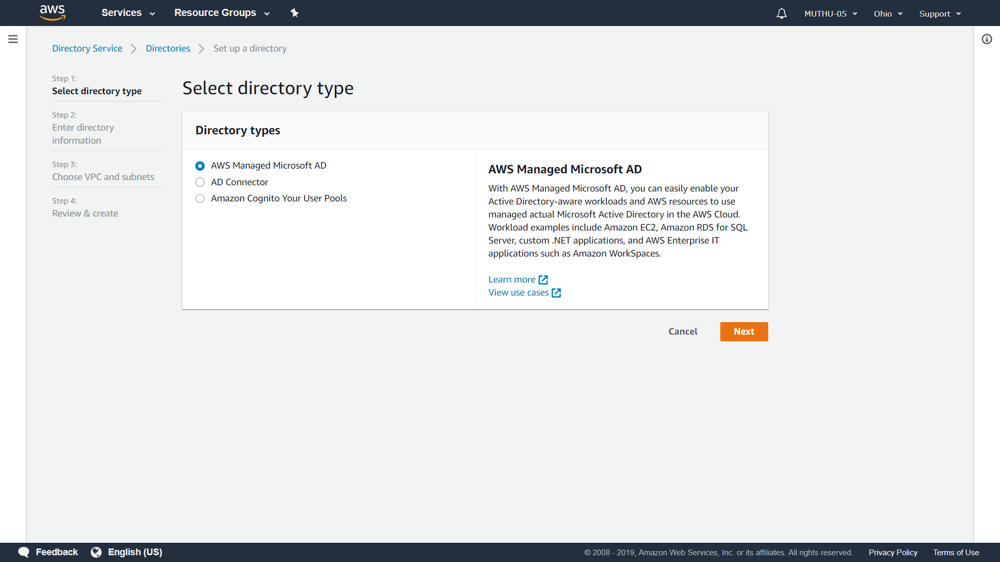 aws
Services
Resource Groups
MUTHU-05
Ohio
Support
Directory Service
Directories
Set up a directory
Step 1:
Select directory type
Step 2:
Enter directory
information
Step 3:
Choose VPC and subnets
Step 4:
Review & create
Select directory type
Directory types
AWS Managed Microsoft AD
AD Connector
Amazon Cognito Your User Pools
AWS Managed Microsoft AD
With AWS Managed Microsoft AD, you can easily enable your
Active Directory-aware workloads and AWS resources to use
managed actual Microsoft Active Directory in the AWS Cloud.
Workload examples include Amazon EC2, Amazon RDS for SQL
Server, custom .NET applications, and AWS Enterprise IT
applications such as Amazon WorkSpaces.
Learn more
View use cases
Cancel
Next
Feedback
English (US)
© 2008 - 2019, Amazon Web Services, Inc. or its affiliates. All rights reserved.
Privacy Policy
Terms of Use